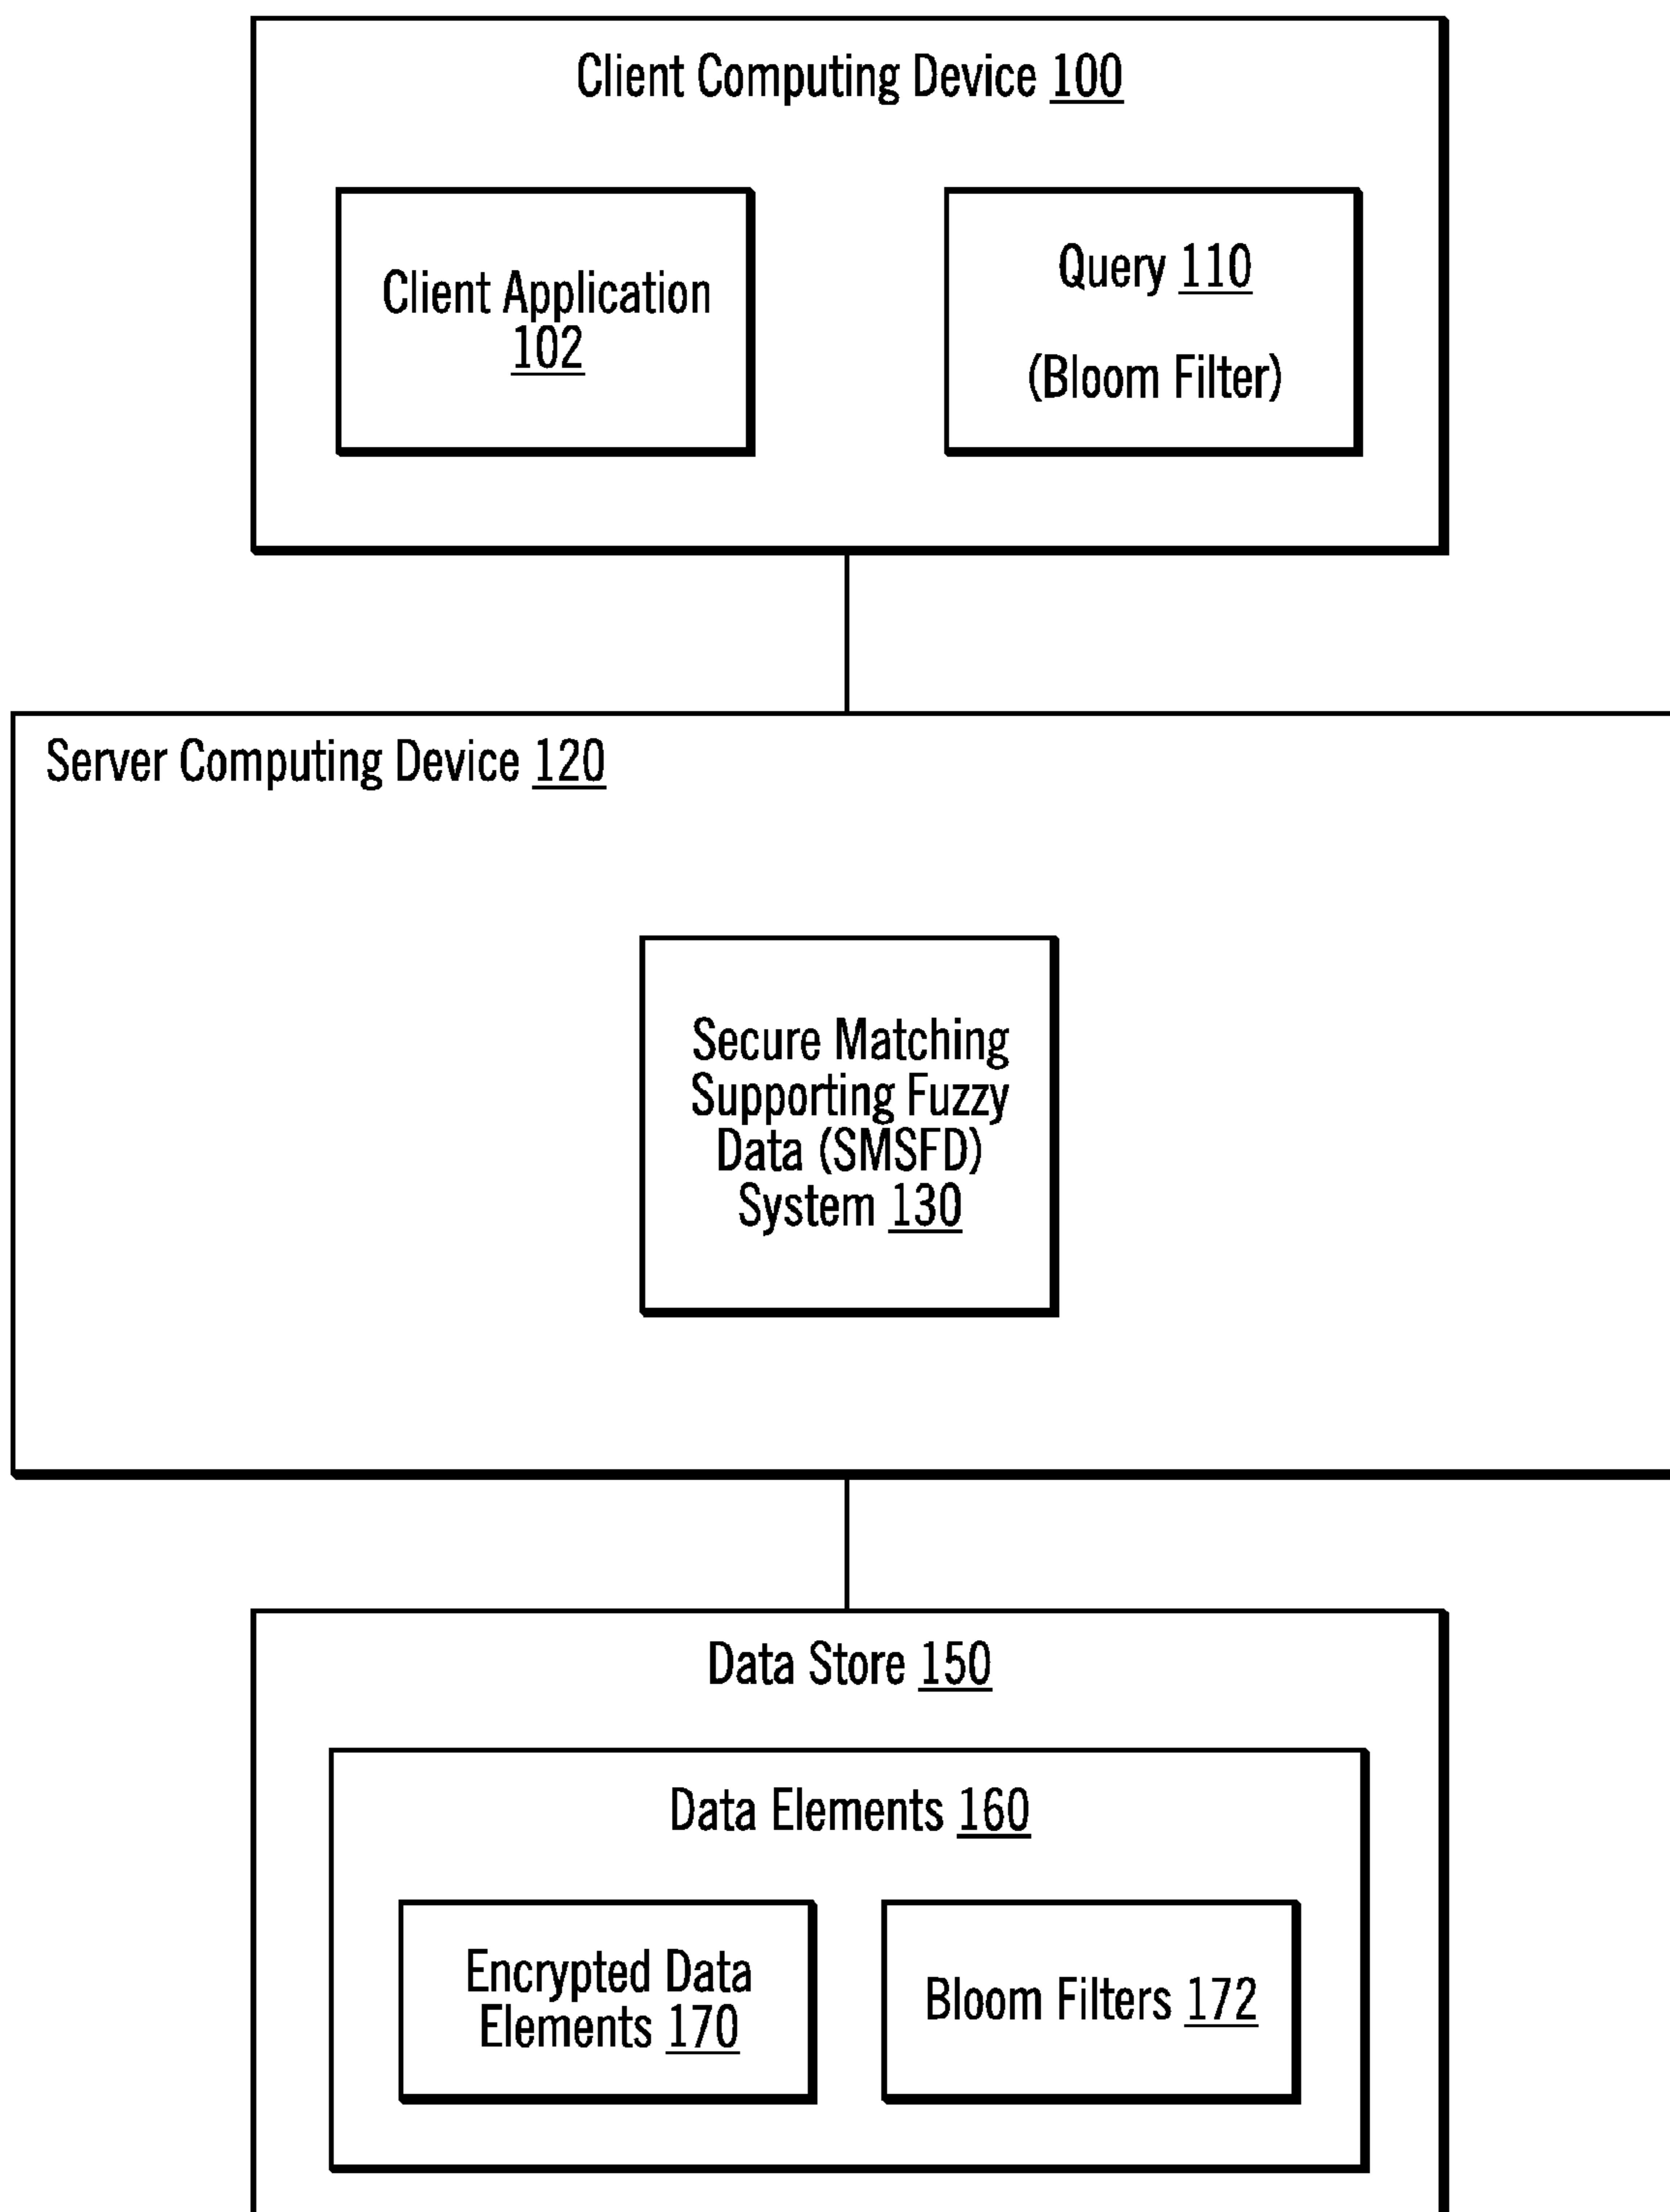 Client Computing Device 100
Client Application
102
Query 110
(Bloom Filter)
Server Computing Device 120
Secure Matching
Supporting Fuzzy
Data (SMSFD)
System 130
Data Store 150
Data Elements 160
Encrypted Data
Elements 170
Bloom Filters 172